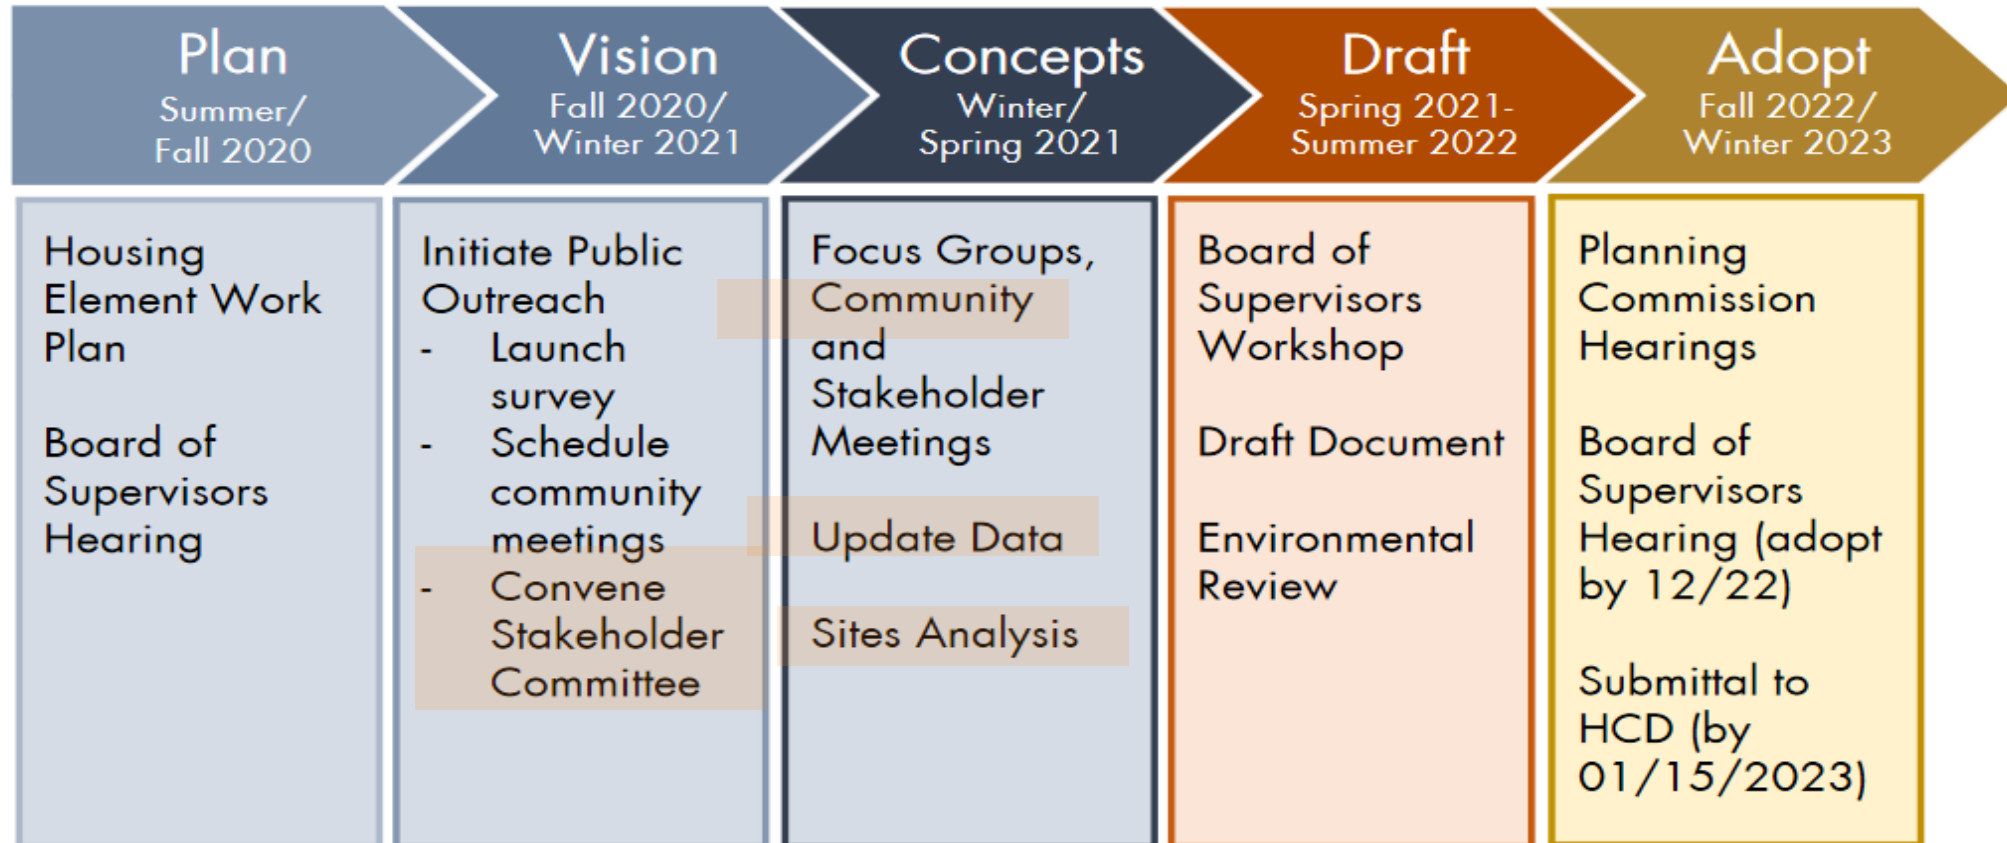 Plan
Summer/
Fall 2020
Vision
Fall 2020/
Winter 2021
Concepts
Winter/
Spring 2021
Draft
Spring 2021-
Summer 2022
Adopt
Fall 2022/
Winter 2023
Housing
Element Work
Plan
Board of
Supervisors
Hearing
Initiate Public
Outreach
- Launch
survey
- Schedule
community
meetings
- Convene
Stakeholder
Committee
Focus Groups,
Community
and
Stakeholder
Meetings
Update Data
Sites Analysis
Board of
Supervisors
Workshop
Draft Document
Environmental
Review
Planning
Commission
Hearings
Board of
Supervisors
Hearing (adopt
by 12/22)
Submittal to
HCD (by
01/15/2023)